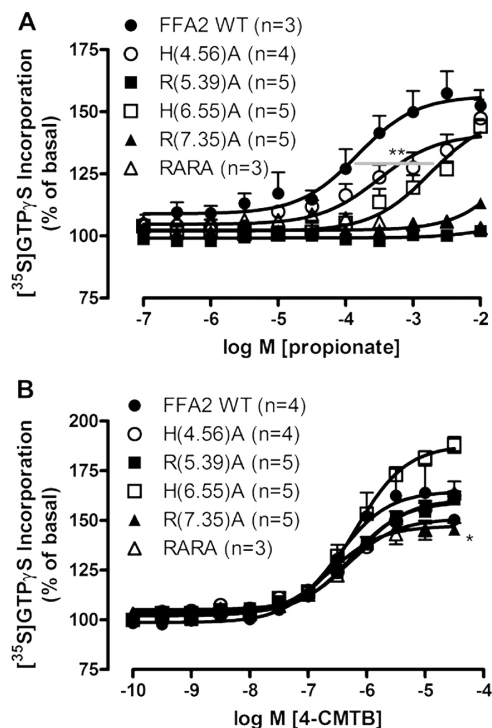 A
FFA2 WT (n=3)
H(4.56)A (n=4)
R(5.39)A (n=5)
H(6.55)A (n=5)
R(7.35)A (n=5)
RARA (n=3)
[³⁵S]GTPγS Incorporation
(% of basal)
175
150
125
100
75
**
-7 -6 -5 -4 -3 -2
log M [propionate]
B
FFA2 WT (n=4)
H(4.56)A (n=4)
R(5.39)A (n=5)
H(6.55)A (n=5)
R(7.35)A (n=5)
RARA (n=3)
[³⁵S]GTPγS Incorporation
(% of basal)
200
175
150
125
100
75
*
-10 -9 -8 -7 -6 -5 -4
log M [4-CMTB]